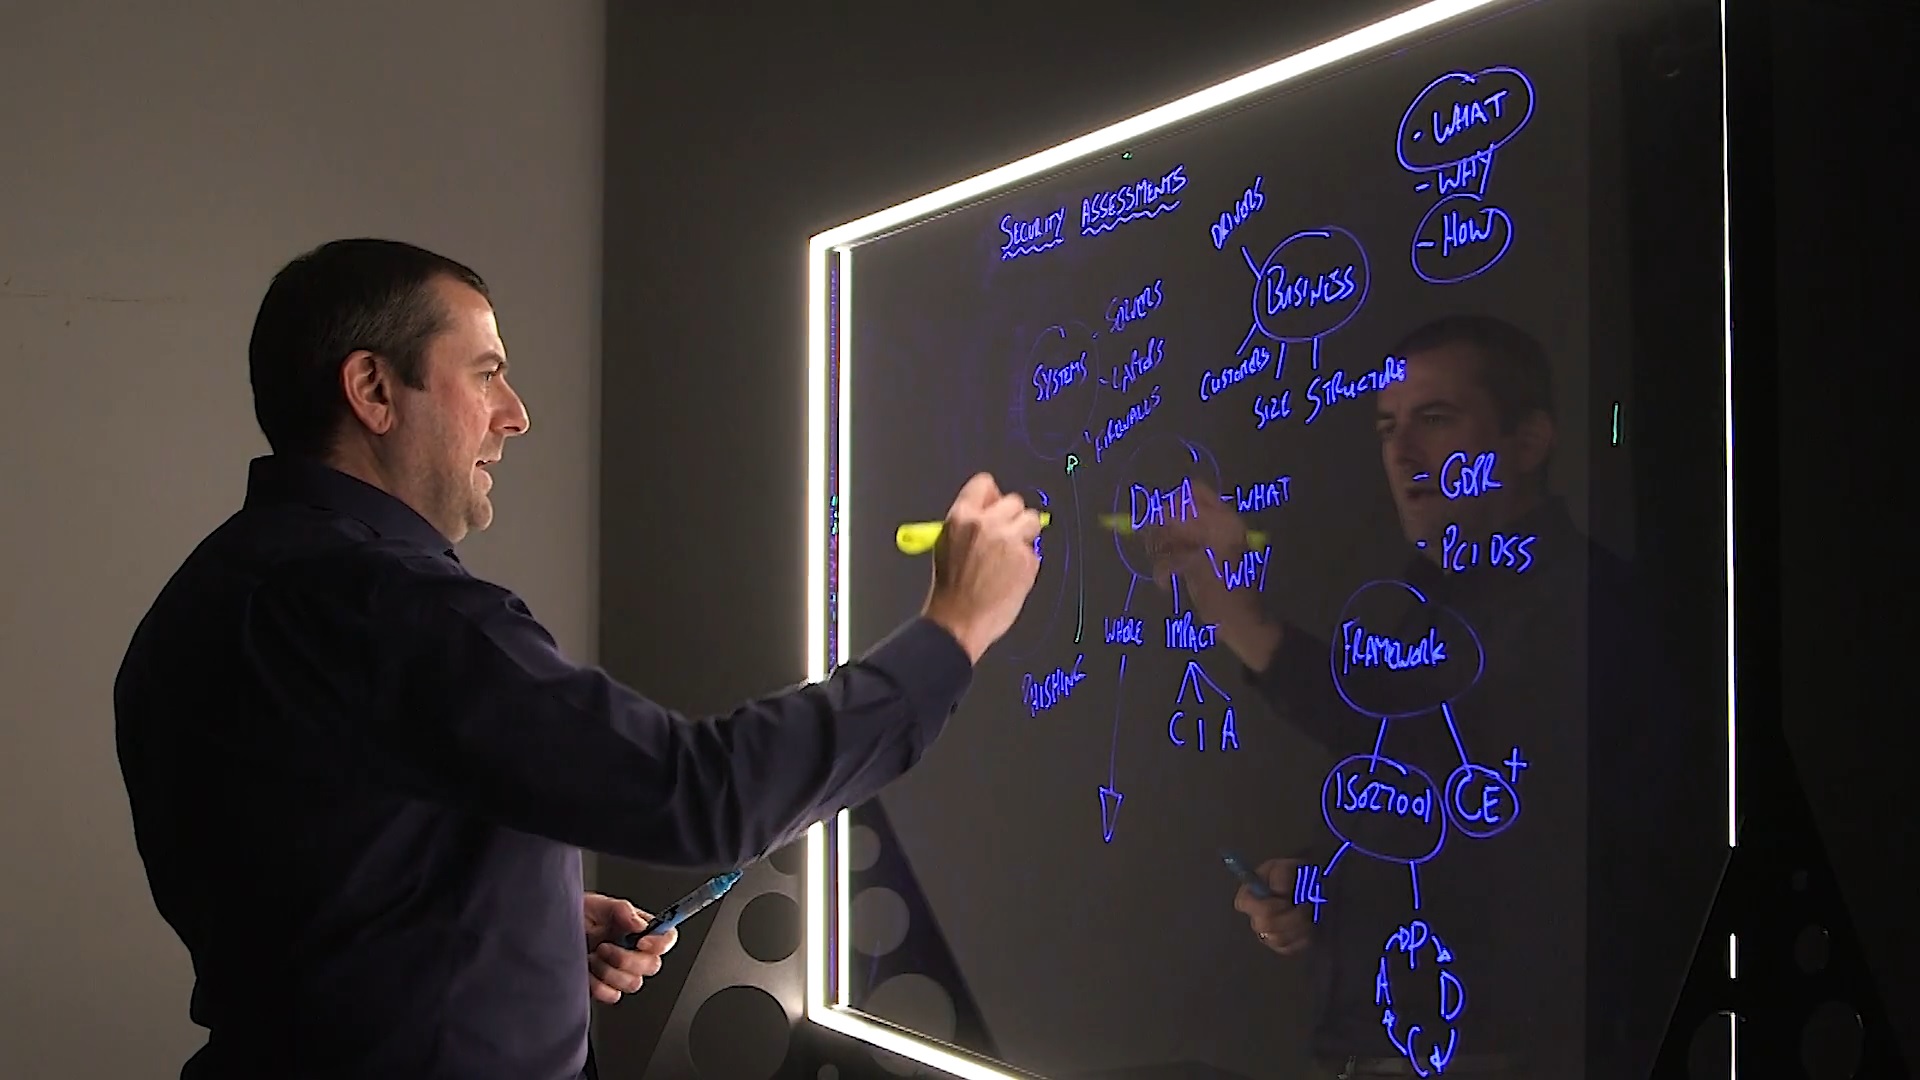 SECURITY ASSESSMENTS
- WHAT
- WHY
- HOW
DRIVERS
BUSINESS
CUSTOMERS
SIZE
STRUCTURE
SYSTEMS
- SERVERS
- LAPTOPS
FIREWALLS
DATA
- WHAT
WHY
WHERE
IMPACT
C I A
PHISHING
- GDPR
- PCI DSS
FRAMEWORK
ISO27001
CE+
114
P
D
C
A